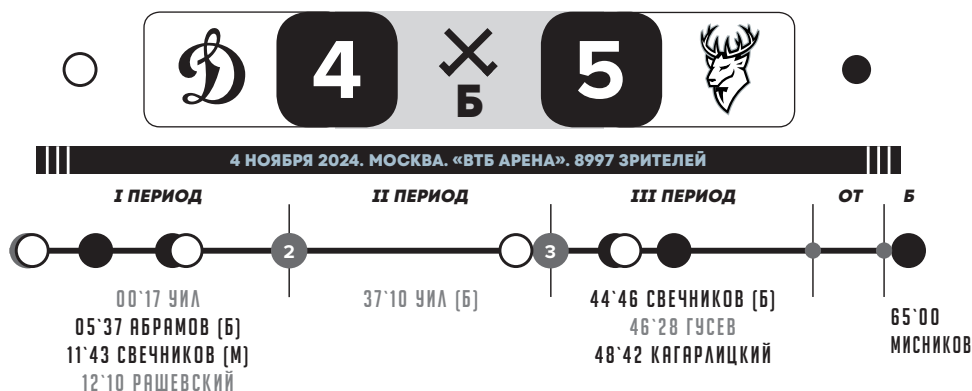 4
Б
5
4 НОЯБРЯ 2024. МОСКВА. «ВТБ АРЕНА». 8997 ЗРИТЕЛЕЙ
I ПЕРИОД
II ПЕРИОД
III ПЕРИОД
ОТ
Б
2
3
00`17 УИЛ
05`37 АБРАМОВ (Б)
11`43 СВЕЧНИКОВ (М)
12`10 РАШЕВСКИЙ
37`10 УИЛ (Б)
44`46 СВЕЧНИКОВ (Б)
46`28 ГУСЕВ
48`42 КАГАРЛИЦКИЙ
65`00
МИСНИКОВ